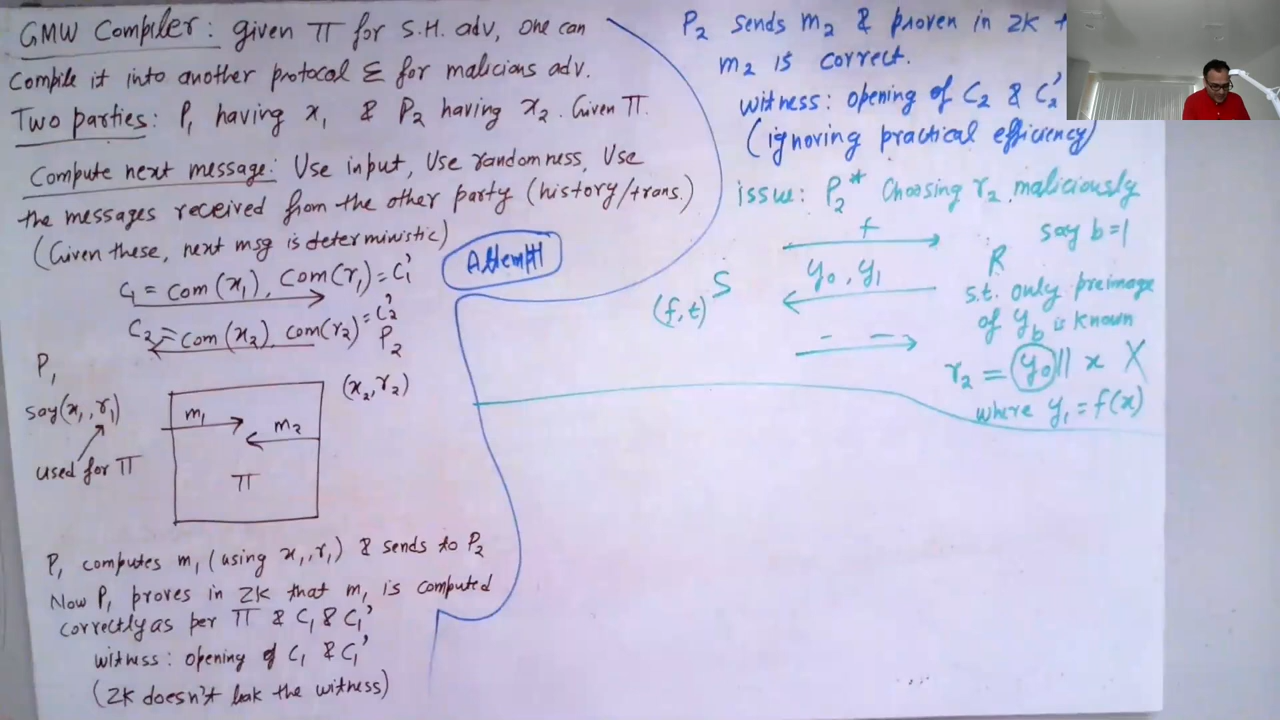 GMW Compiler: given Π for S.H. adv, one can
compile it into another protocal Σ for malicious adv.
Two parties: P₁ having x₁ & P₂ having x₂. Given Π.
Compute next message: Use input, Use randomness, Use
the messages received from the other party (history/trans.)
(Given these, next msg is deterministic)
Attempt 1
C₁ = Com(x₁), Com(r₁) = C₁'
C₂ = Com(x₂), Com(r₂) = C₂'
P₁
P₂
say (x₁, r₁)
(x₂, r₂)
used for Π
m₁
m₂
Π
P₁ computes m₁ (using x₁, r₁) & sends to P₂
Now P₁ proves in ZK that m₁ is computed
correctly as per Π & C₁ & C₁'
witness: opening of C₁ & C₁'
(ZK doesn't leak the witness)
P₂ sends m₂ & proven in ZK
m₂ is correct.
witness: opening of C₂ & C₂'
(ignoring practical efficiency)
issue: P₂* Choosing r₂ maliciously
f
say b=1
S
y₀, y₁
R
(f, t)
s.t. only preimage
of y_b is known
– –
r₂ = y₀ || x X
where y₁ = f(x)